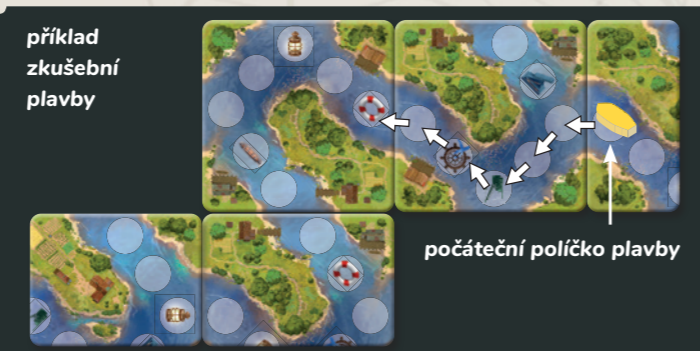 příklad
zkušební
plavby
počáteční políčko plavby